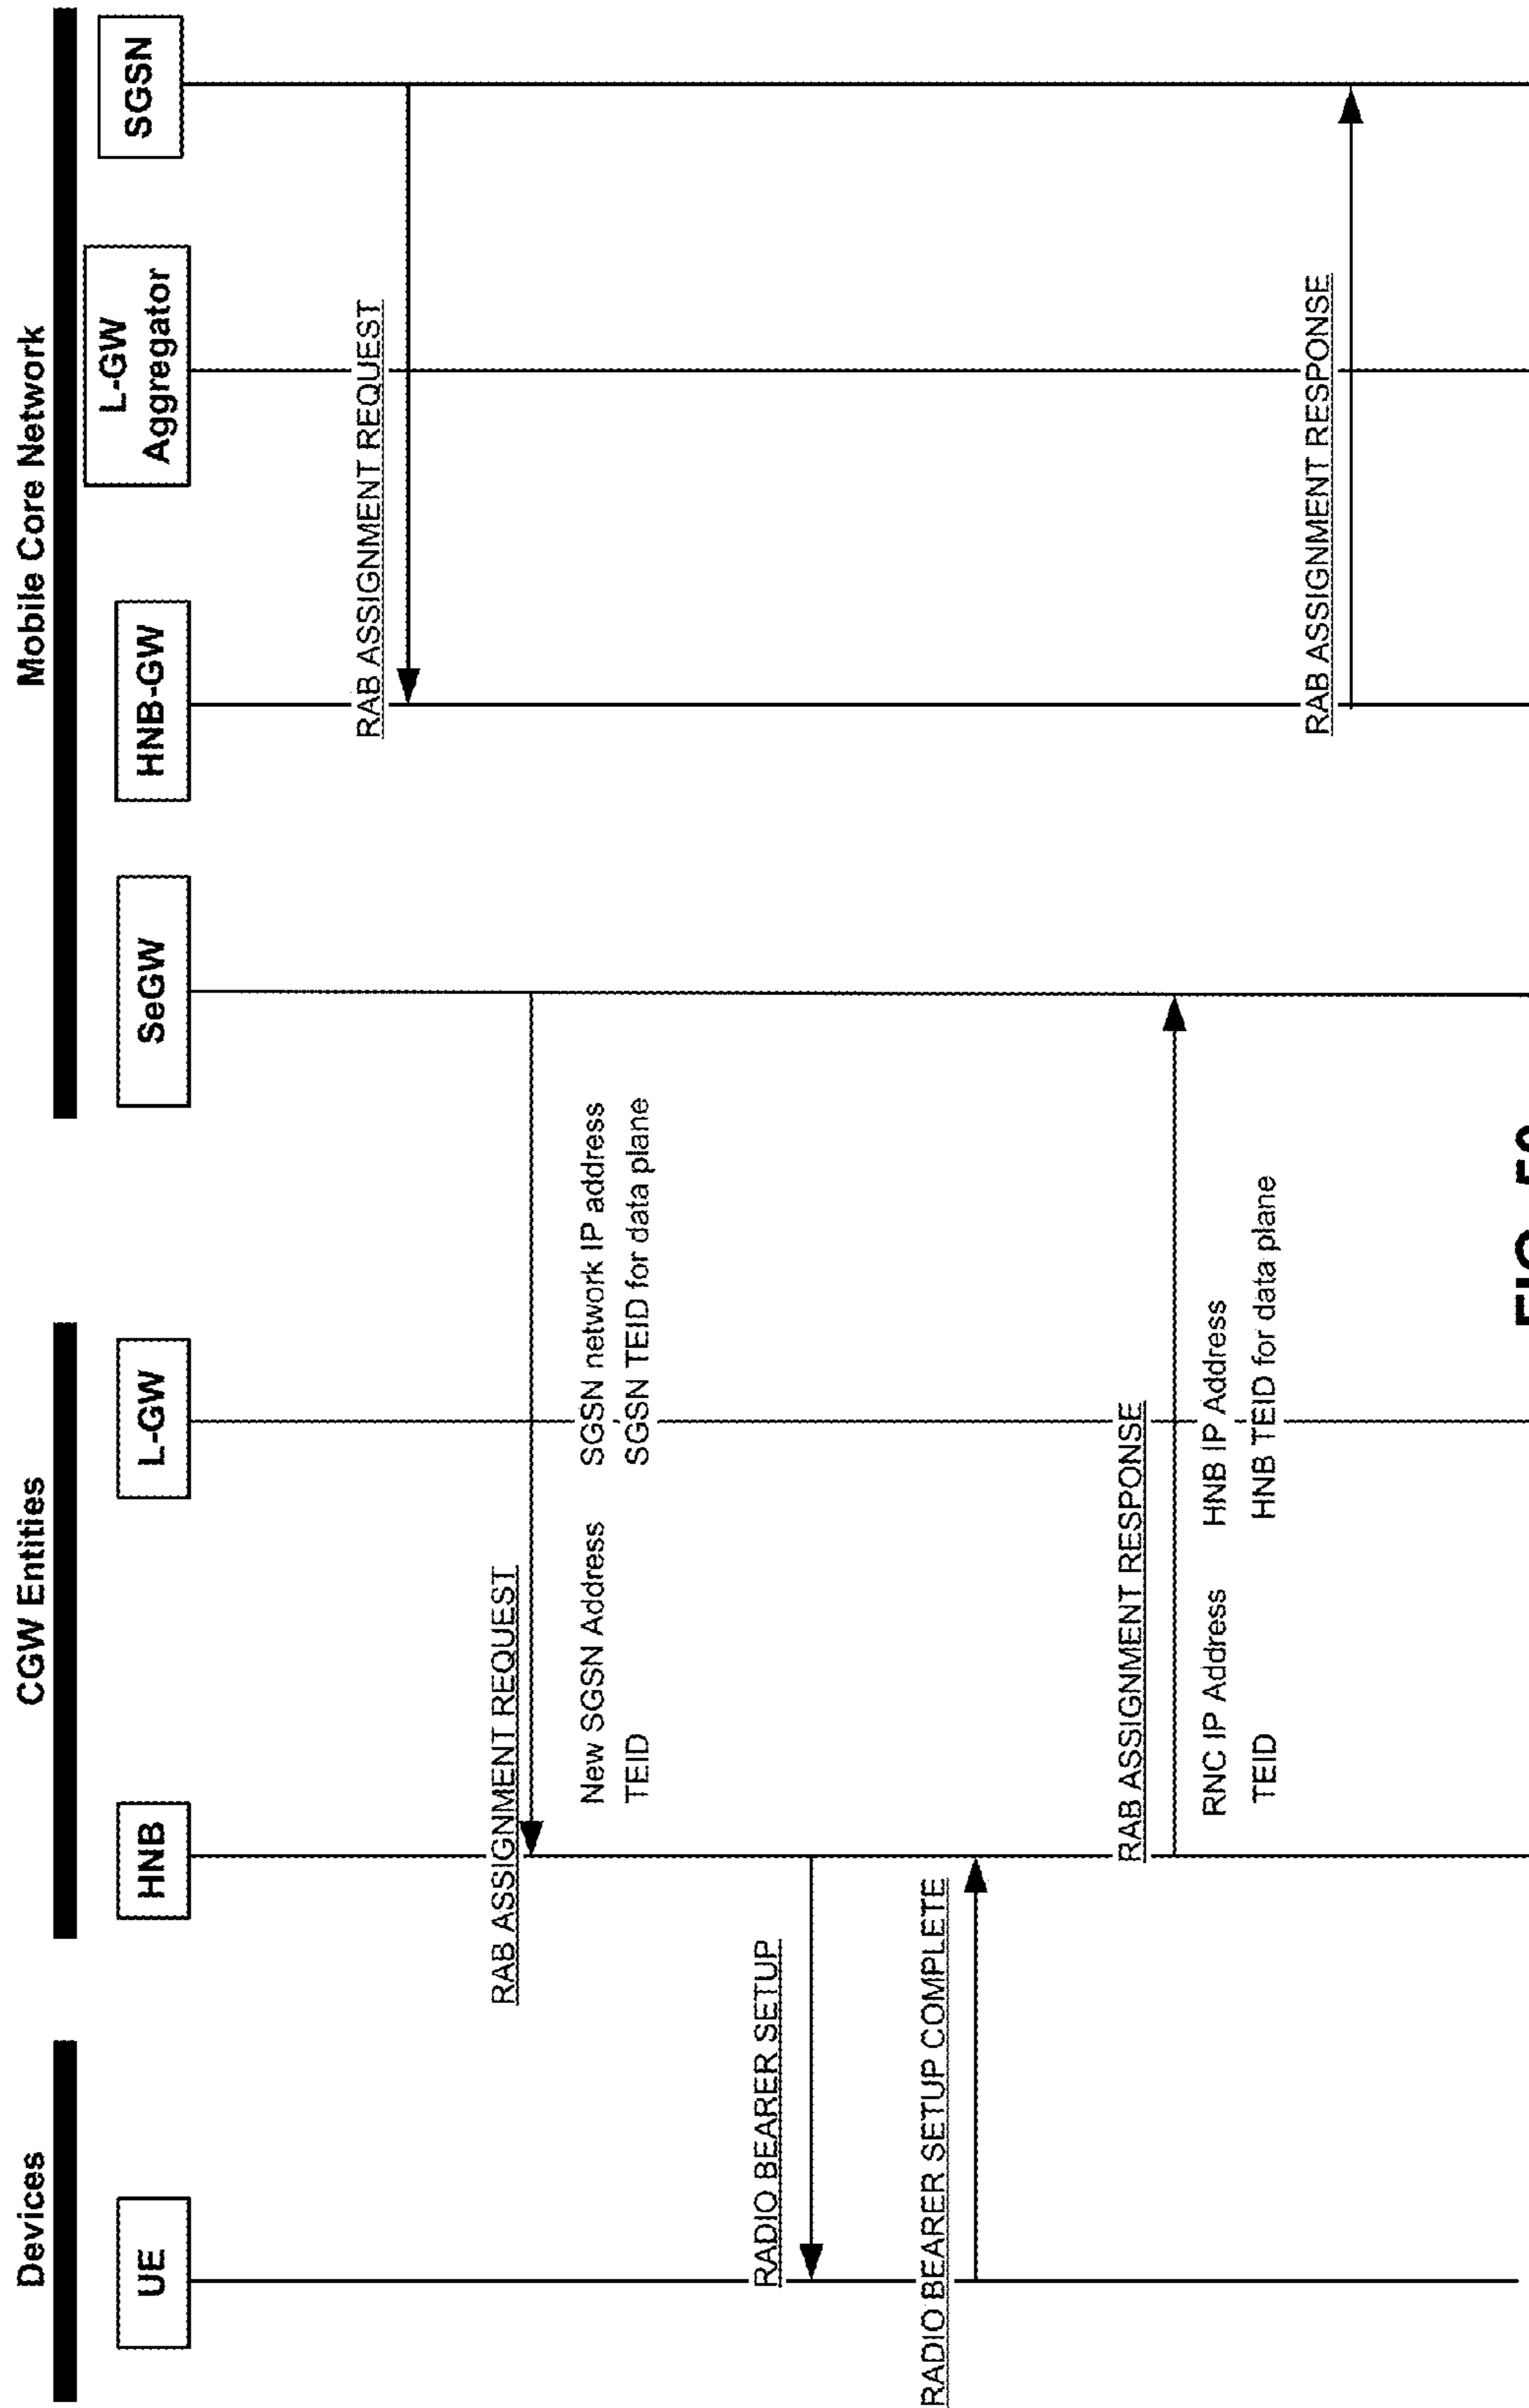 Devices
CGW Entities
Mobile Core Network
UE
HNB
L-GW
SeGW
HNB-GW
L-GW
Aggregator
SGSN
RAB ASSIGNMENT REQUEST
RAB ASSIGNMENT REQUEST
New SGSN Address
SGSN network IP address
TEID
SGSN TEID for data plane
RADIO BEARER SETUP
RADIO BEARER SETUP COMPLETE
RAB ASSIGNMENT RESPONSE
RNC IP Address
HNB IP Address
TEID
HNB TEID for data plane
RAB ASSIGNMENT RESPONSE
FIG.